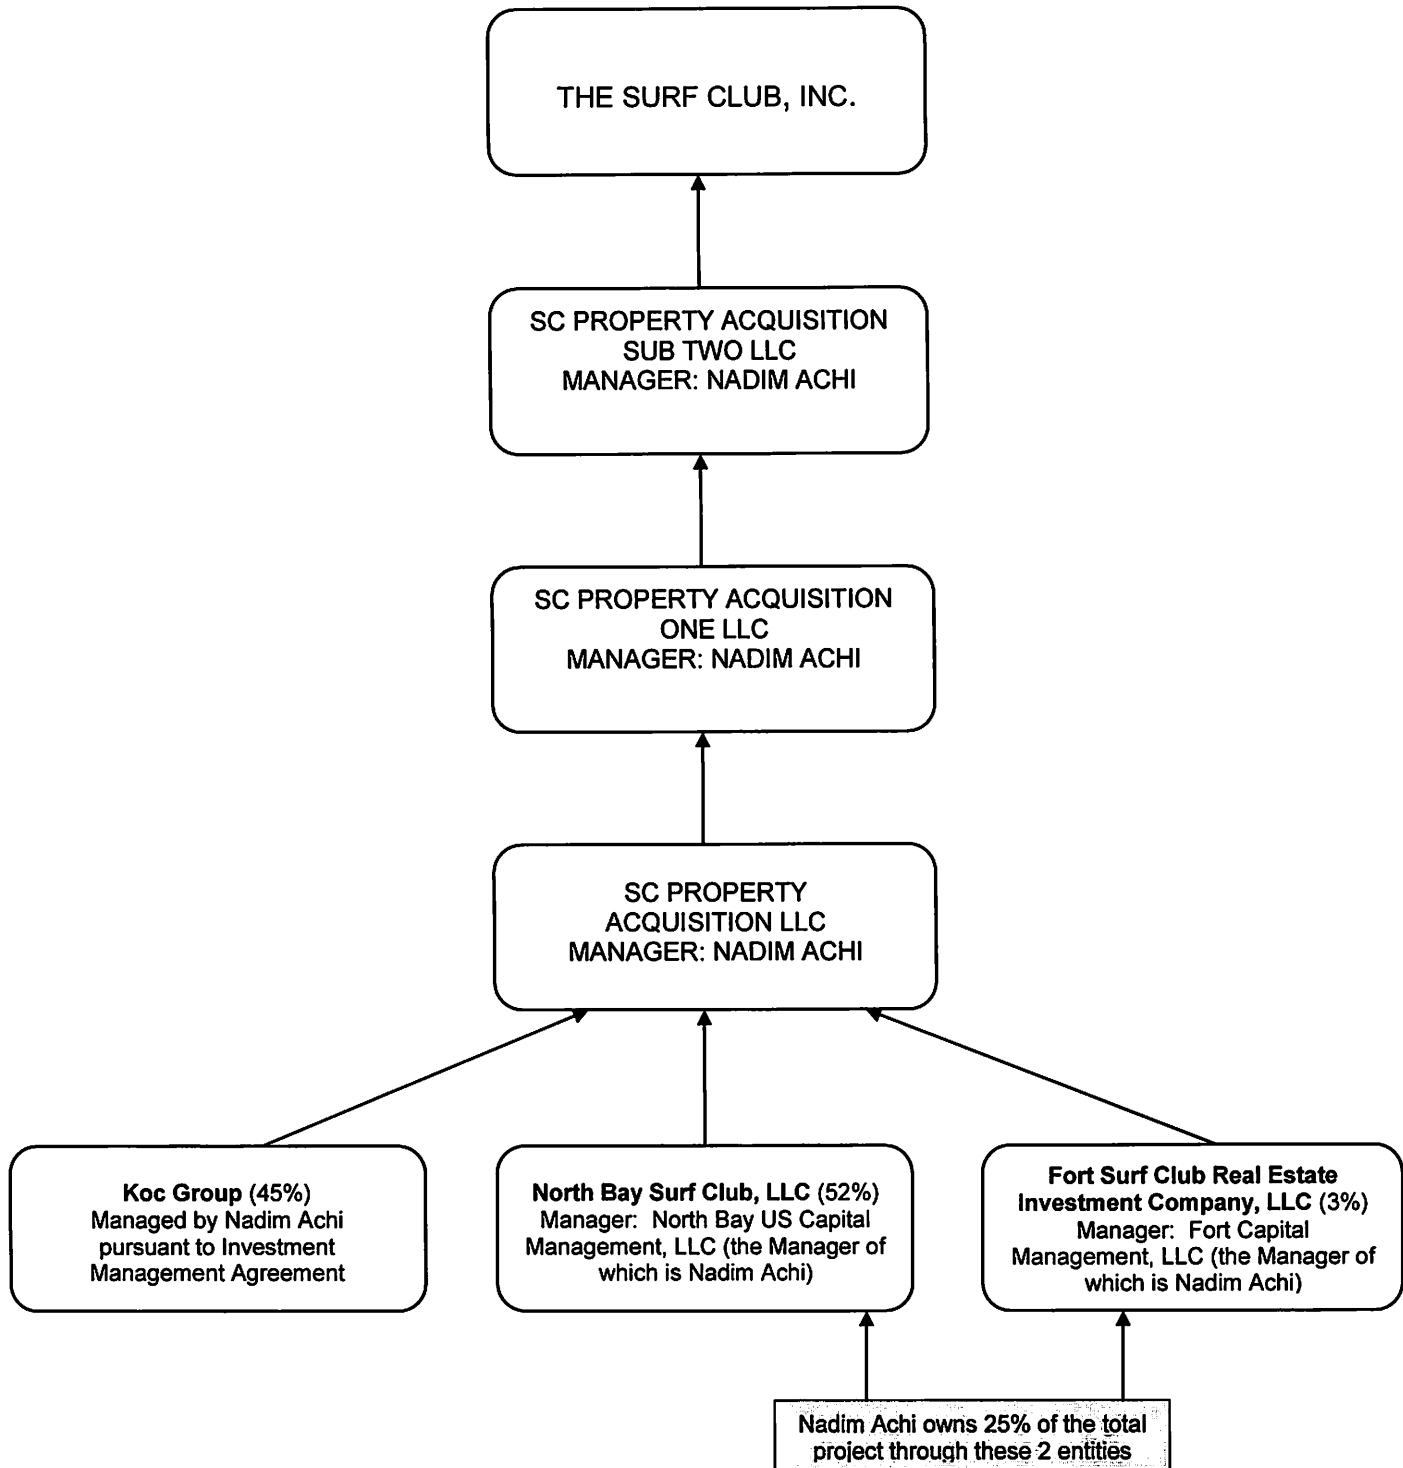 THE SURF CLUB, INC.
SC PROPERTY ACQUISITION
SUB TWO LLC
MANAGER: NADIM ACHI
SC PROPERTY ACQUISITION
ONE LLC
MANAGER: NADIM ACHI
SC PROPERTY
ACQUISITION LLC
MANAGER: NADIM ACHI
Koc Group (45%)
Managed by Nadim Achi
pursuant to Investment
Management Agreement
North Bay Surf Club, LLC (52%)
Manager: North Bay US Capital
Management, LLC (the Manager of
which is Nadim Achi)
Fort Surf Club Real Estate
Investment Company, LLC (3%)
Manager: Fort Capital
Management, LLC (the Manager of
which is Nadim Achi)
Nadim Achi owns 25% of the total
project through these 2 entities